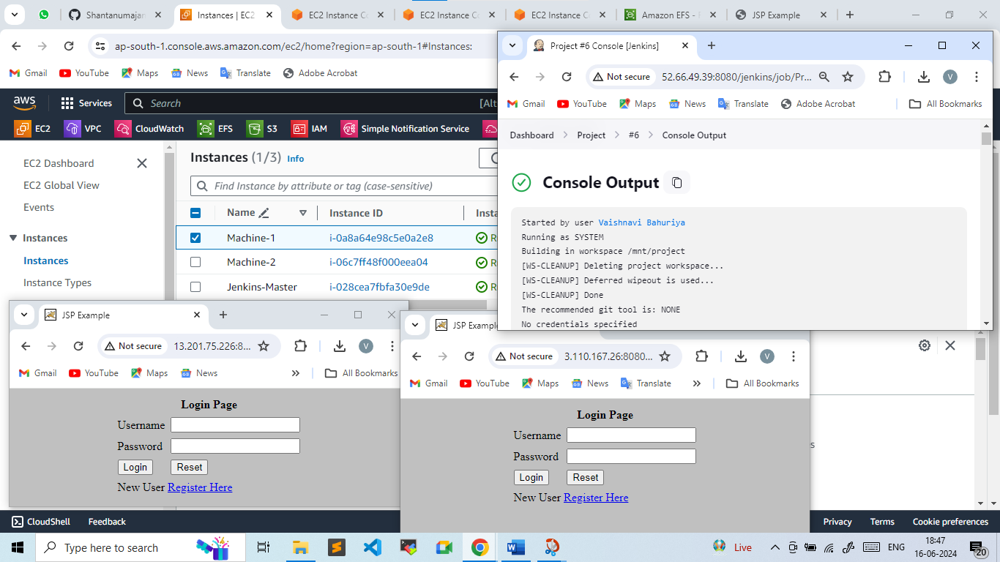 Shantanumajan
Instances | EC2
EC2 Instance Co
EC2 Instance Co
EC2 Instance Co
Amazon EFS -
JSP Example
ap-south-1.console.aws.amazon.com/ec2/home?region=ap-south-1#Instances:
Gmail YouTube Maps News Translate Adobe Acrobat
aws Services Search [Alt
EC2 VPC CloudWatch EFS S3 IAM Simple Notification Service
EC2 Dashboard
EC2 Global View
Events
Instances
Instances
Instance Types
Instances (1/3) Info
Find Instance by attribute or tag (case-sensitive)
Name Instance ID Insta
Machine-1 i-0a8a64e98c5e0a2e8 R
Machine-2 i-06c7ff48f000eea04 R
Jenkins-Master i-028cea7fbfa30e9de R
Project #6 Console [Jenkins]
Not secure 52.66.49.39:8080/jenkins/job/Pr...
V
Gmail YouTube Maps News Translate Adobe Acrobat All Bookmarks
Dashboard Project #6 Console Output
Console Output
Started by user Vaishnavi Bahuriya
Running as SYSTEM
Building in workspace /mnt/project
[WS-CLEANUP] Deleting project workspace...
[WS-CLEANUP] Deferred wipeout is used...
[WS-CLEANUP] Done
The recommended git tool is: NONE
No credentials specified
JSP Example
Not secure 13.201.75.226:8...
V
Gmail YouTube Maps News » All Bookmarks
Login Page
Username
Password
Login Reset
New User Register Here
JSP Example
Not secure 3.110.167.26:8080...
V
Gmail YouTube Maps News Translate » All Bookmarks
Login Page
Username
Password
Login Reset
New User Register Here
s
CloudShell Feedback
Privacy Terms Cookie preferences
Type here to search
Live
ENG
18:47
16-06-2024
20